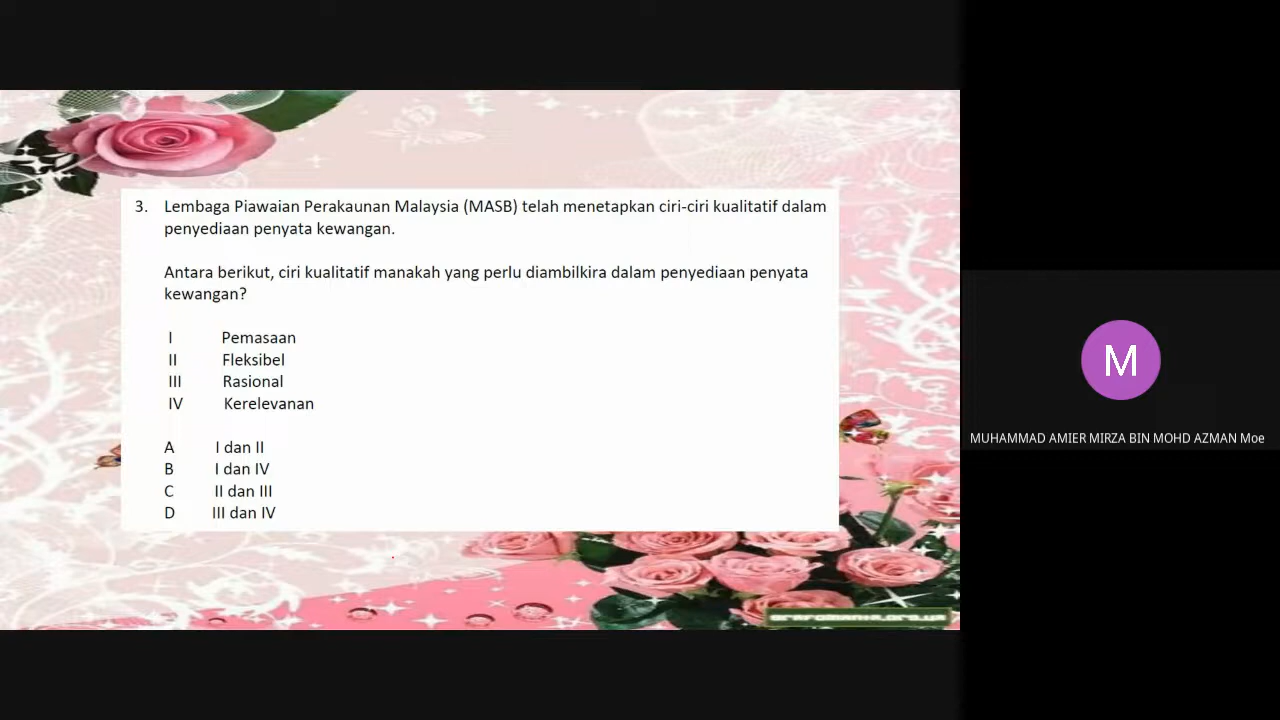 3. Lembaga Piawaian Perakaunan Malaysia (MASB) telah menetapkan ciri-ciri kualitatif dalam
penyediaan penyata kewangan.
Antara berikut, ciri kualitatif manakah yang perlu diambilkira dalam penyediaan penyata
kewangan?
I Pemasaan
II Fleksibel
III Rasional
IV Kerelevanan
A I dan II
B I dan IV
C II dan III
D III dan IV
M
MUHAMMAD AMIER MIRZA BIN MOHD AZMAN Moe